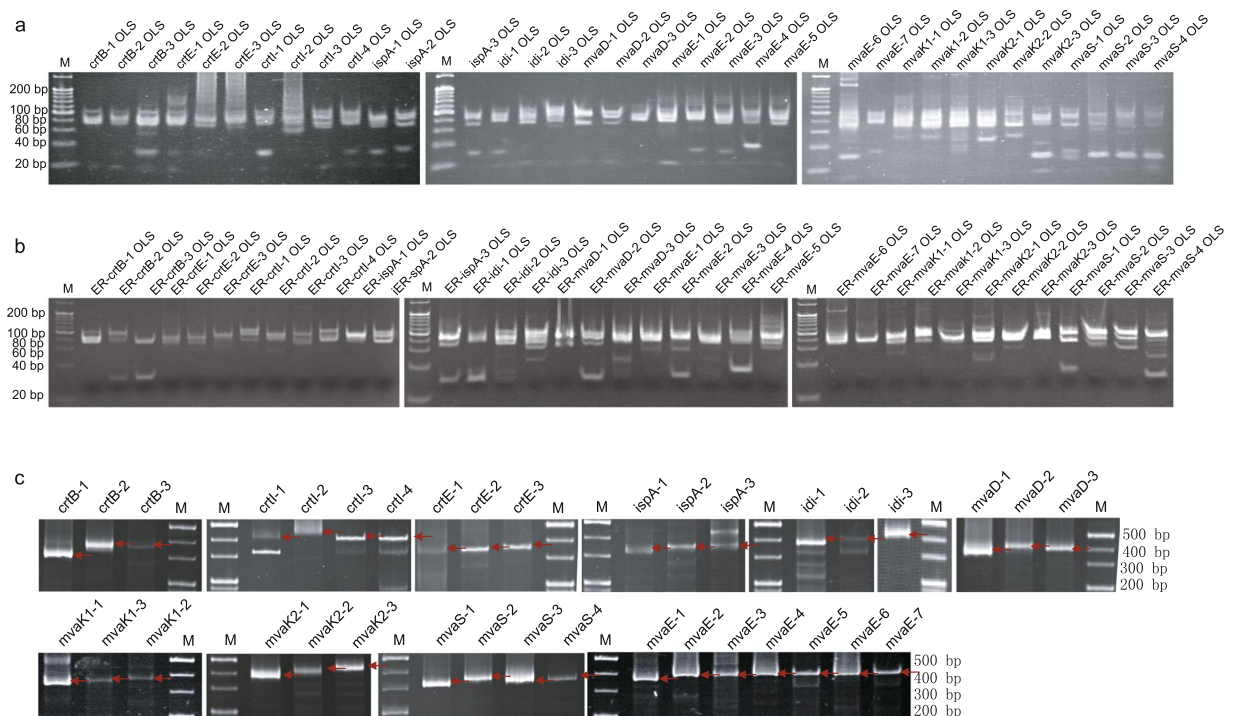 a
M crtB-1 OLS crtB-2 OLS crtB-3 OLS crtE-1 OLS crtE-2 OLS crtE-3 OLS crtI-1 OLS crtI-2 OLS crtI-3 OLS crtI-4 OLS ispA-1 OLS ispA-2 OLS
M ispA-3 OLS idi-1 OLS idi-2 OLS idi-3 OLS mvaD-1 OLS mvaD-2 OLS mvaD-3 OLS mvaE-1 OLS mvaE-2 OLS mvaE-3 OLS mvaE-4 OLS mvaE-5 OLS
M mvaE-6 OLS mvaE-7 OLS mvaK1-1 OLS mvak1-2 OLS mvaK1-3 OLS mvaK2-1 OLS mvaK2-2 OLS mvaK2-3 OLS mvaS-1 OLS mvaS-2 OLS mvaS-3 OLS mvaS-4 OLS
200 bp
100 bp
80 bp
60 bp
40 bp
20 bp
b
M ER-crtB-1 OLS ER-crtB-2 OLS ER-crtB-3 OLS ER-crtE-1 OLS ER-crtE-2 OLS ER-crtE-3 OLS ER-crtI-1 OLS ER-crtI-2 OLS ER-crtI-3 OLS ER-crtI-4 OLS ER-ispA-1 OLS iER-spA-2 OLS
M ER-ispA-3 OLS ER-idi-1 OLS ER-idi-2 OLS ER-idi-3 OLS ER-mvaD-1 OLS ER-mvaD-2 OLS ER-mvaD-3 OLS ER-mvaE-1 OLS ER-mvaE-2 OLS ER-mvaE-3 OLS ER-mvaE-4 OLS ER-mvaE-5 OLS
M ER-mvaE-6 OLS ER-mvaE-7 OLS ER-mvaK1-1 OLS ER-mvak1-2 OLS ER-mvaK1-3 OLS ER-mvaK2-1 OLS ER-mvaK2-2 OLS ER-mvaK2-3 OLS ER-mvaS-1 OLS ER-mvaS-2 OLS ER-mvaS-3 OLS ER-mvaS-4 OLS
200 bp
100 bp
80 bp
60 bp
40 bp
20 bp
c
crtB-1 crtB-2 crtB-3 M
M crtI-1 crtI-2 crtI-3 crtI-4
crtE-1 crtE-2 crtE-3 M
M ispA-1 ispA-2 ispA-3
M idi-1 idi-2 idi-3 M
mvaD-1 mvaD-2 mvaD-3 M
500 bp
400 bp
300 bp
200 bp
mvaK1-1 mvaK1-3 mvaK1-2 M
M mvaK2-1 mvaK2-2 mvaK2-3
M mvaS-1 mvaS-2 mvaS-3 mvaS-4
M mvaE-1 mvaE-2 mvaE-3 mvaE-4 mvaE-5 mvaE-6 mvaE-7
500 bp
400 bp
300 bp
200 bp